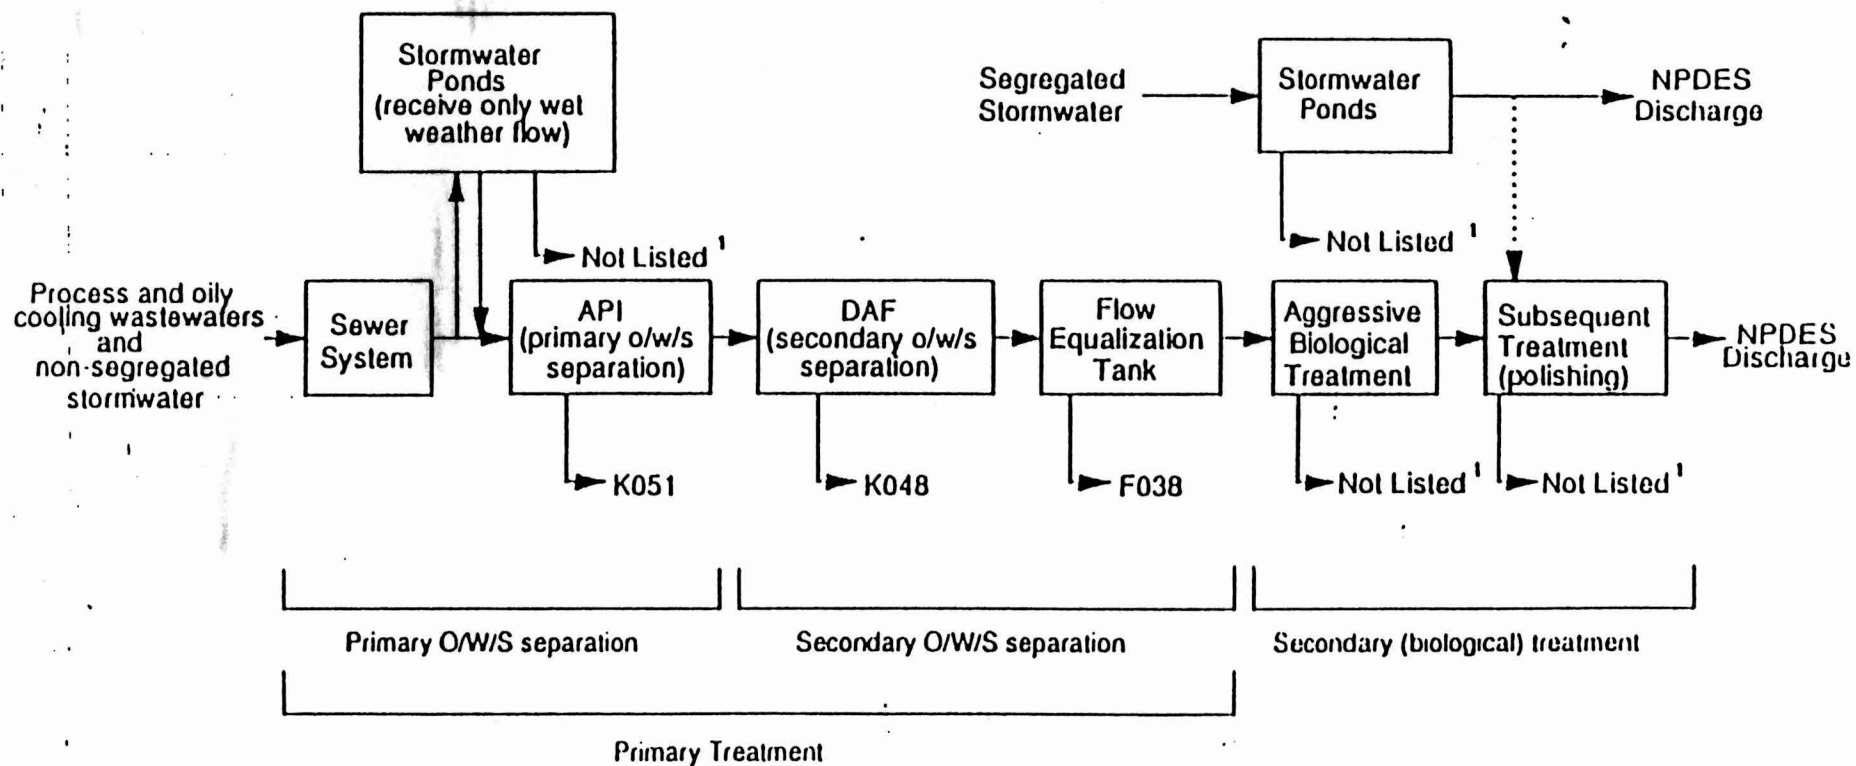 Stormwater
Ponds
(receive only wet
weather flow)
Segregated
Stormwater
Stormwater
Ponds
NPDES
Discharge
Not Listed 1
Not Listed 1
Process and oily
cooling wastewaters
and
non-segregated
stormwater
Sewer
System
API
(primary o/w/s
separation)
DAF
(secondary o/w/s
separation)
Flow
Equalization
Tank
Aggressive
Biological
Treatment
Subsequent
Treatment
(polishing)
NPDES
Discharge
K051
K048
F038
Not Listed 1
Not Listed 1
Primary O/W/S separation
Secondary O/W/S separation
Secondary (biological) treatment
Primary Treatment